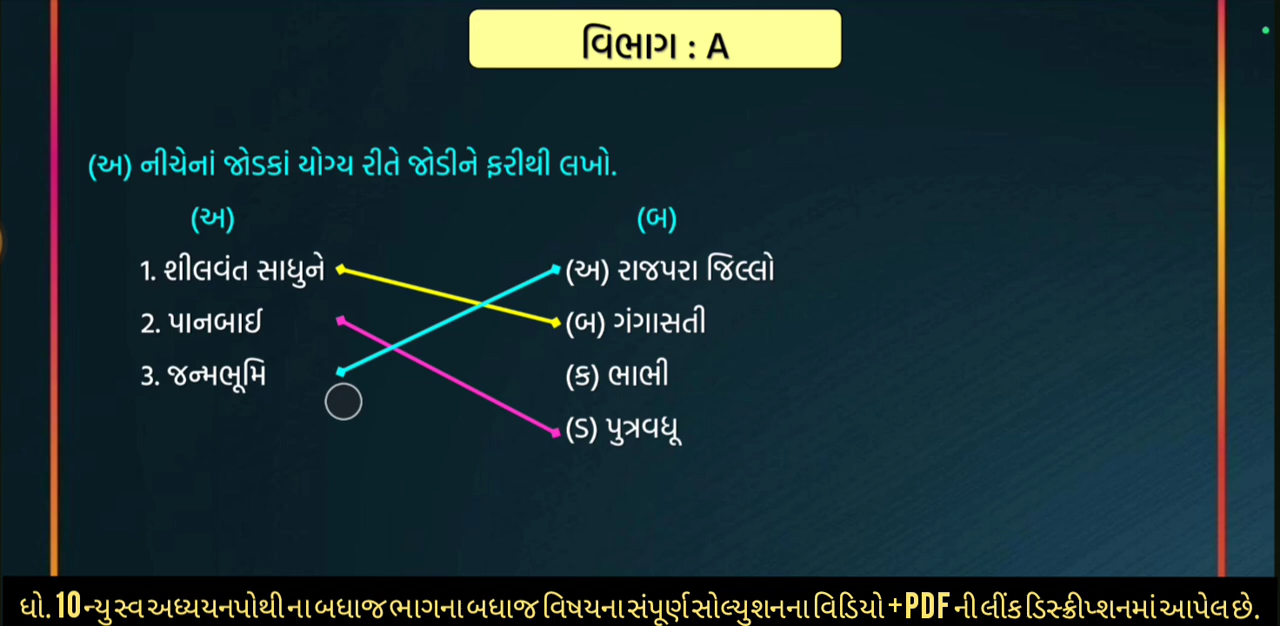 વિભાગ : A
(અ) નીચેનાં જોડકાં યોગ્ય રીતે જોડીને ફરીથી લખો.
(અ) (બ)
1. શીલવંત સાધુને (અ) રાજપરા જિલ્લો
2. પાનબાઈ (બ) ગંગાસતી
3. જન્મભૂમિ (ક) ભાભી
(ડ) પુત્રવધૂ
ધો. 10 ન્યુ સ્વ અધ્યયનપોથી ના બધાજ ભાગના બધાજ વિષયના સંપૂર્ણ સોલ્યુશનના વિડિયો + PDF ની લીંક ડિસ્ક્રીપ્શનમાં આપેલ છે.